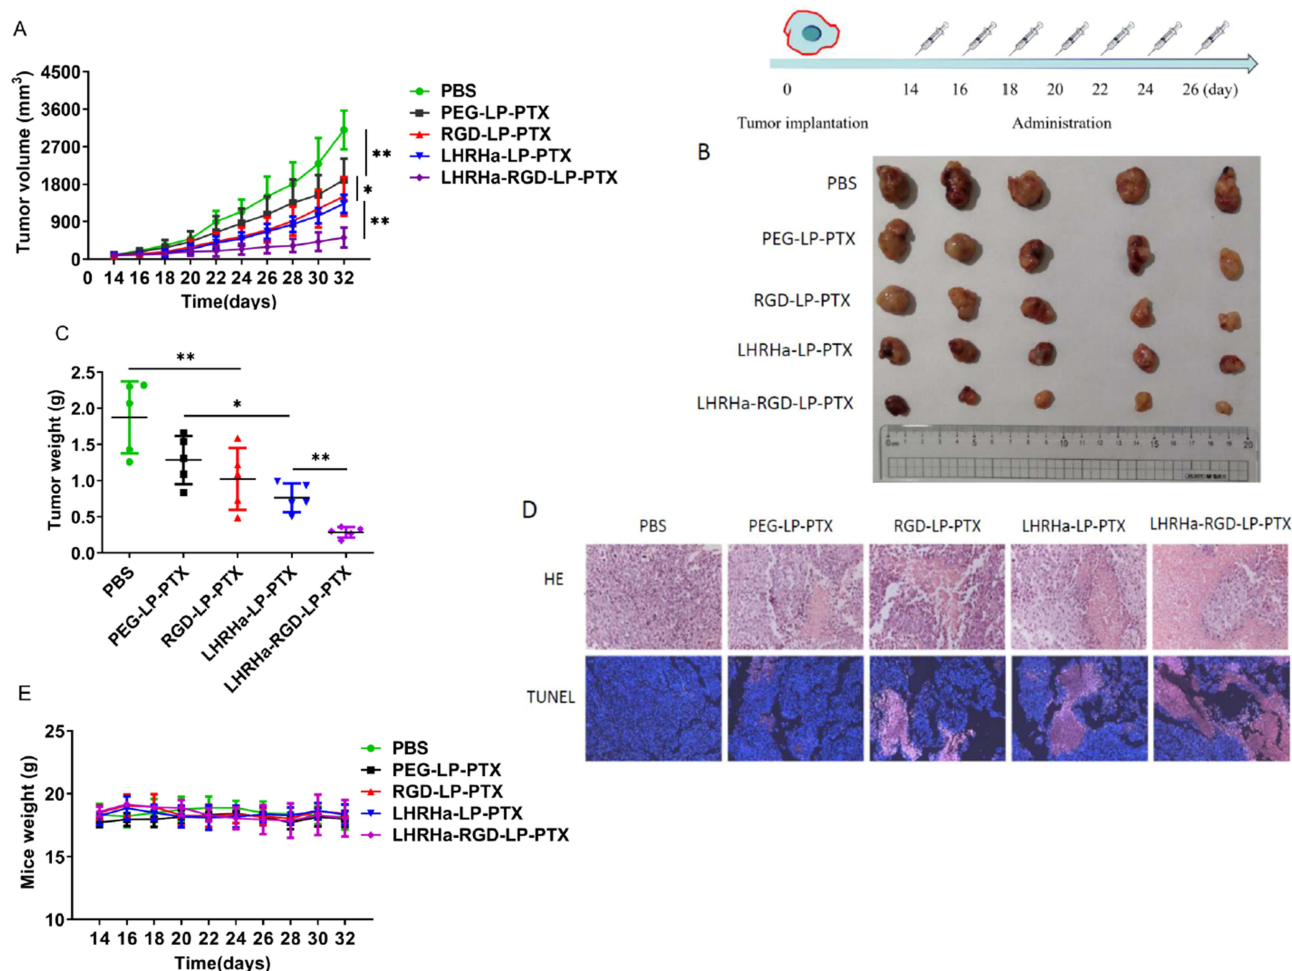 A
4500
3600
2700
1800
900
0
Tumor volume (mm³)
0 14 16 18 20 22 24 26 28 30 32
Time(days)
PBS
PEG-LP-PTX
RGD-LP-PTX
LHRHa-LP-PTX
LHRHa-RGD-LP-PTX
**
*
**
0 14 16 18 20 22 24 26 (day)
Tumor implantation Administration
B
PBS
PEG-LP-PTX
RGD-LP-PTX
LHRHa-LP-PTX
LHRHa-RGD-LP-PTX
C
**
*
**
2.5
2.0
1.5
1.0
0.5
0.0
Tumor weight (g)
PBS
PEG-LP-PTX
RGD-LP-PTX
LHRHa-LP-PTX
LHRHa-RGD-LP-PTX
D
PBS PEG-LP-PTX RGD-LP-PTX LHRHa-LP-PTX LHRHa-RGD-LP-PTX
HE
TUNEL
E
25
20
15
10
Mice weight (g)
14 16 18 20 22 24 26 28 30 32
Time(days)
PBS
PEG-LP-PTX
RGD-LP-PTX
LHRHa-LP-PTX
LHRHa-RGD-LP-PTX